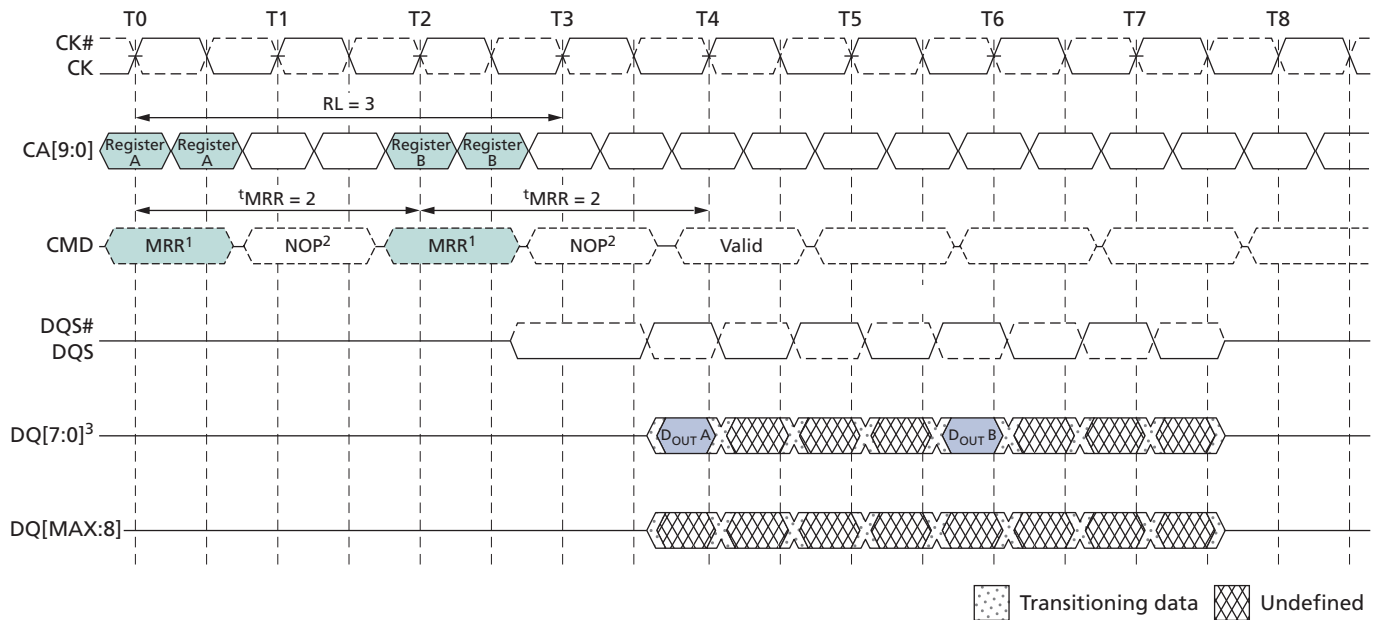 T0 T1 T2 T3 T4 T5 T6 T7 T8
CK#
CK
RL = 3
CA[9:0]
Register A Register A Register B Register B
tMRR = 2 tMRR = 2
CMD MRR1 NOP2 MRR1 NOP2 Valid
DQS#
DQS
DQ[7:0]3 DOUT A DOUT B
DQ[MAX:8]
Transitioning data Undefined